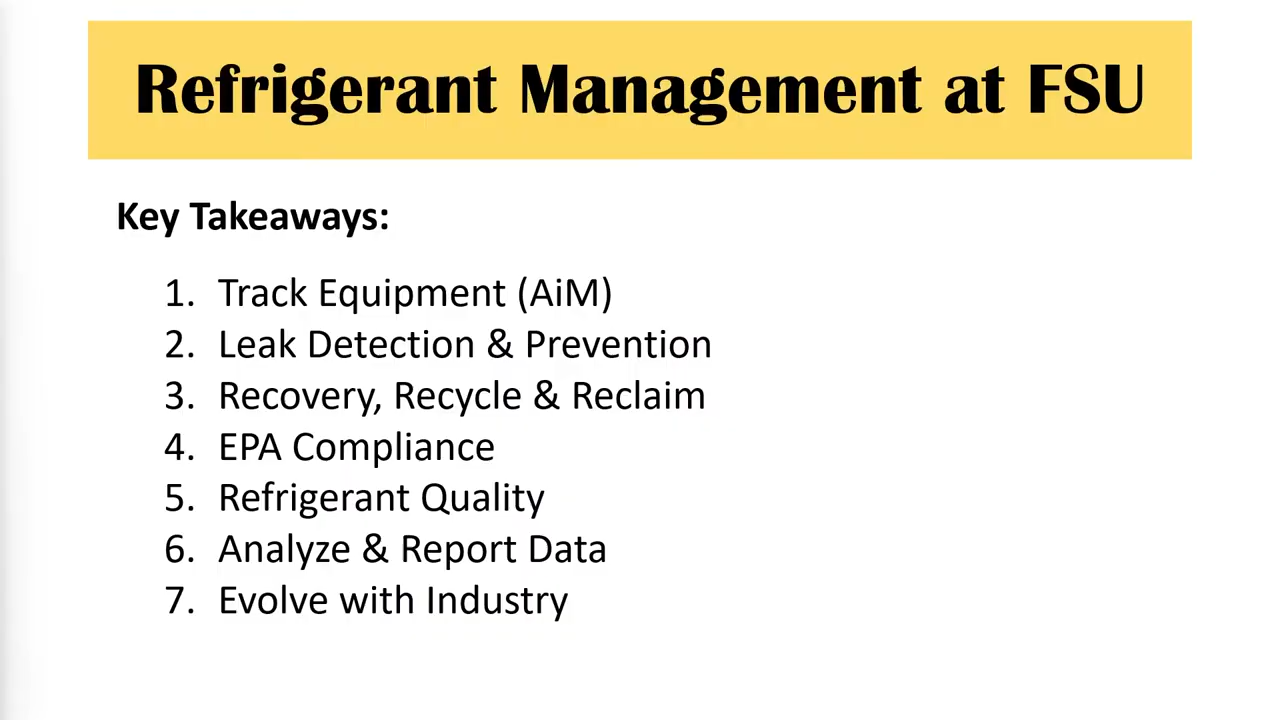 Refrigerant Management at FSU
Key Takeaways:
1. Track Equipment (AiM)
2. Leak Detection & Prevention
3. Recovery, Recycle & Reclaim
4. EPA Compliance
5. Refrigerant Quality
6. Analyze & Report Data
7. Evolve with Industry